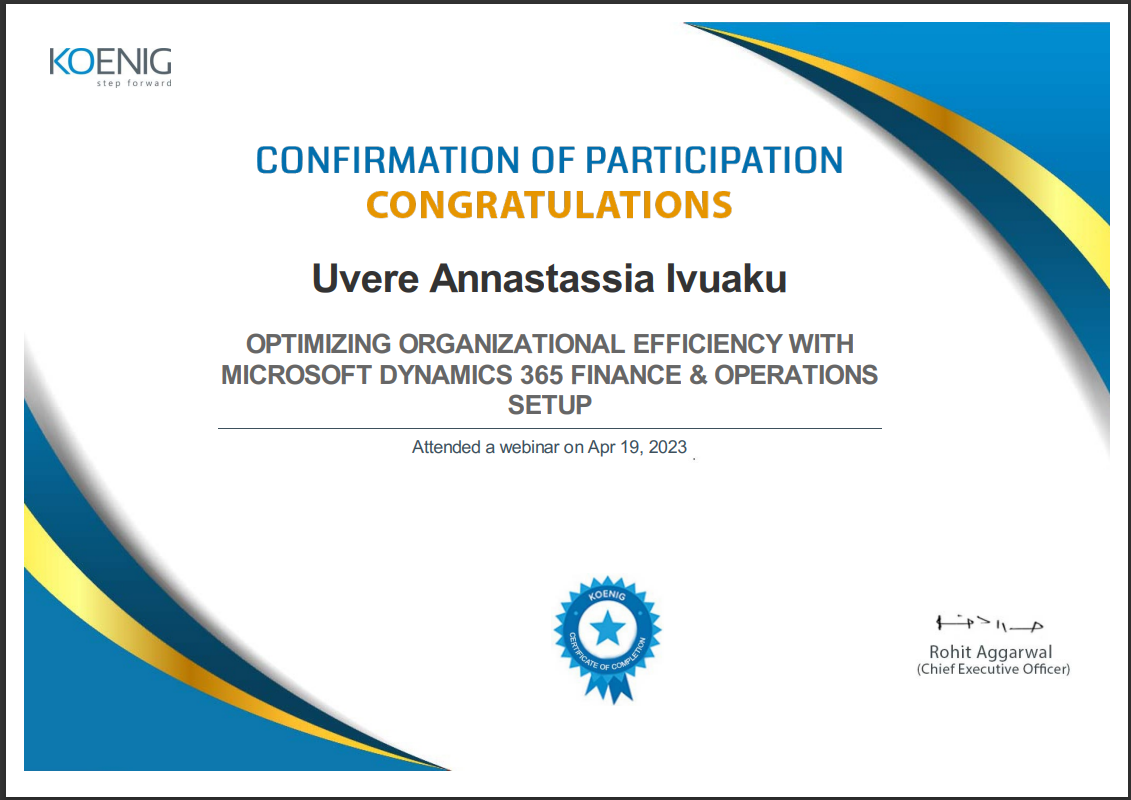 KOENIG
step forward
CONFIRMATION OF PARTICIPATION
CONGRATULATIONS
Uvere Annastassia Ivuaku
OPTIMIZING ORGANIZATIONAL EFFICIENCY WITH
MICROSOFT DYNAMICS 365 FINANCE & OPERATIONS
SETUP
Attended a webinar on Apr 19, 2023 .
KOENIG
CERTIFICATE OF COMPLETION
Rohit Aggarwal
(Chief Executive Officer)